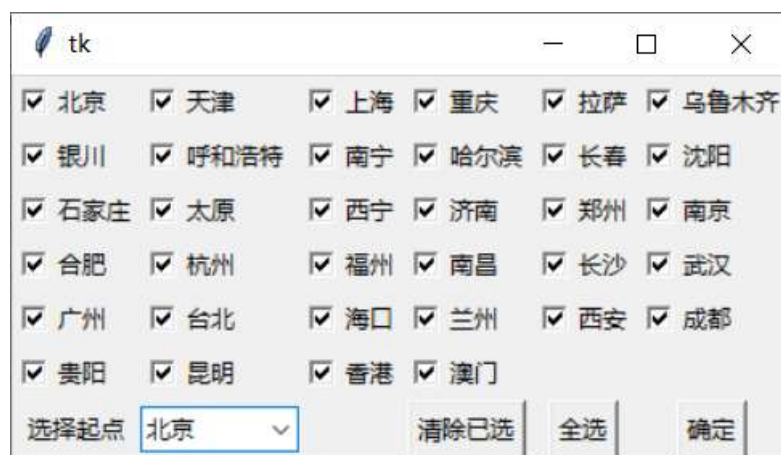 tk
北京 天津 上海 重庆 拉萨 乌鲁木齐
银川 呼和浩特 南宁 哈尔滨 长春 沈阳
石家庄 太原 西宁 济南 郑州 南京
合肥 杭州 福州 南昌 长沙 武汉
广州 台北 海口 兰州 西安 成都
贵阳 昆明 香港 澳门
选择起点 北京 清除已选 全选 确定